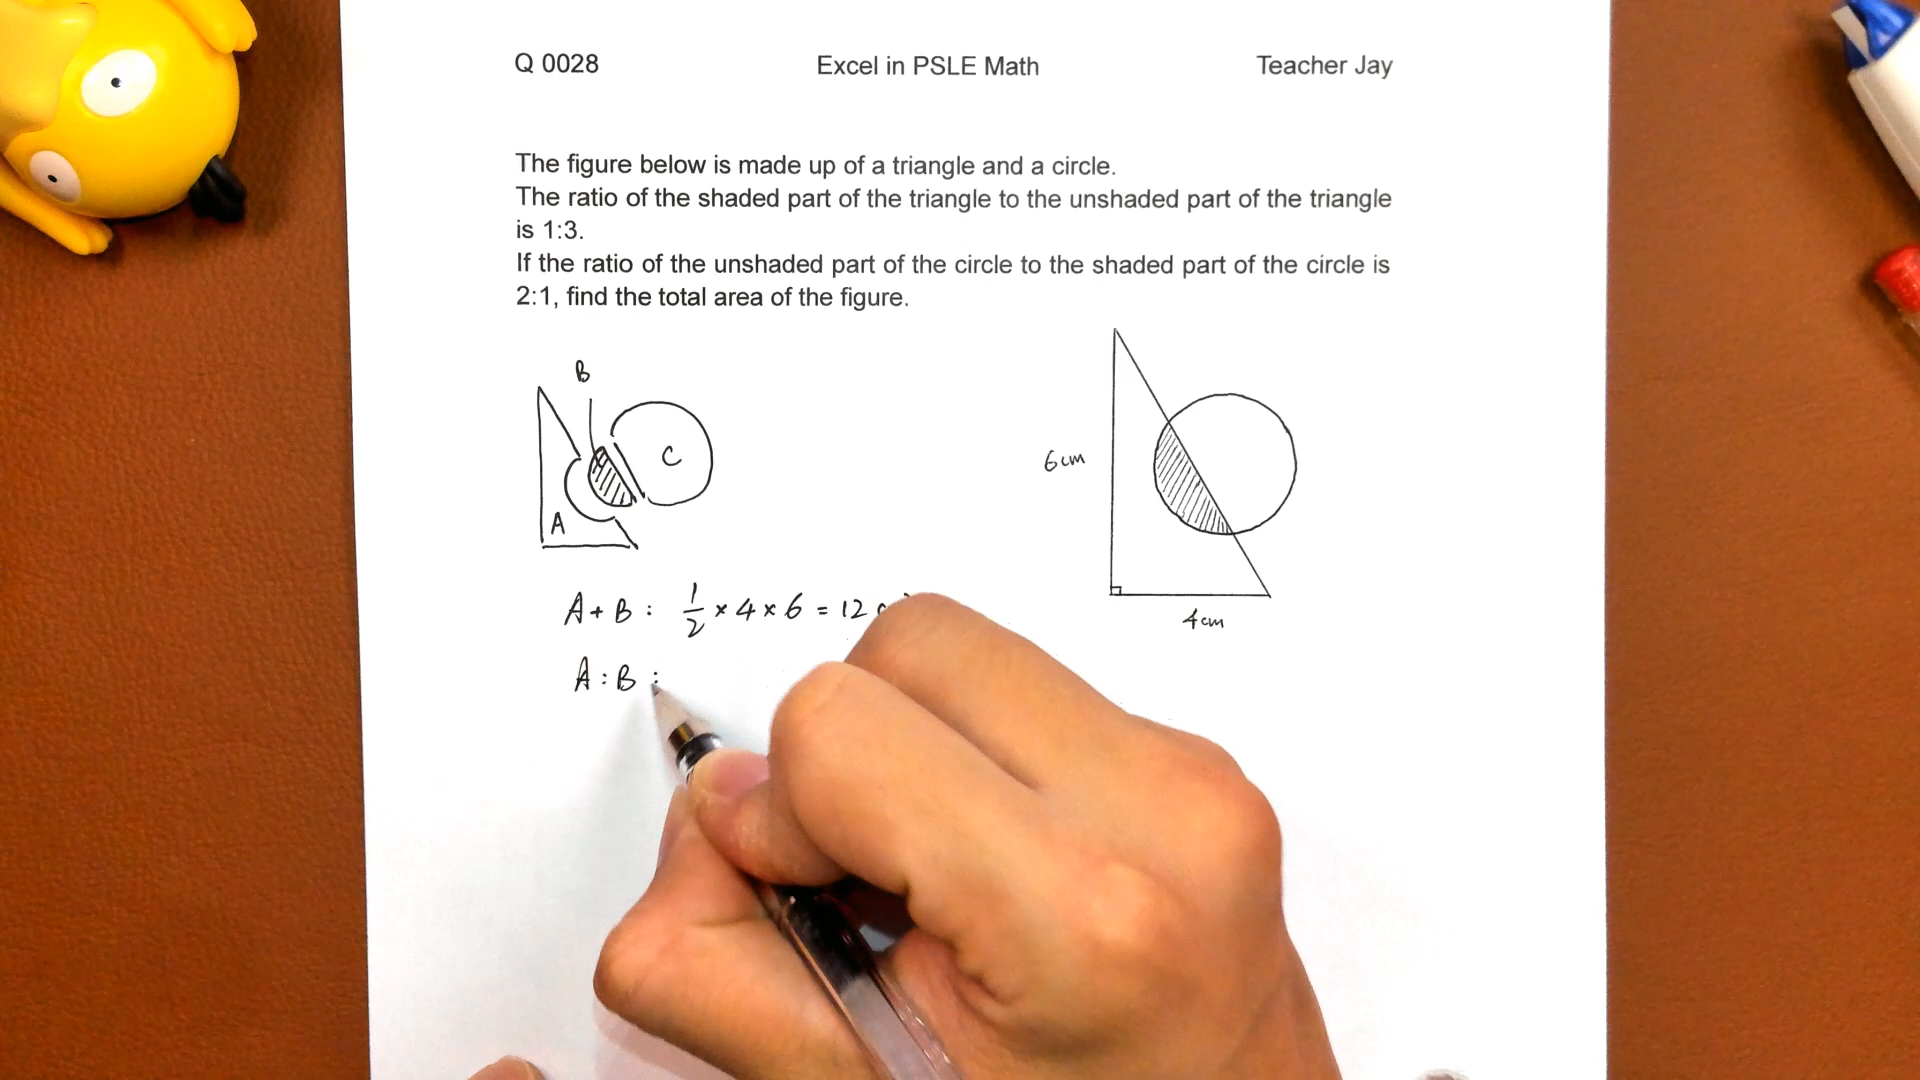 Q 0028 Excel in PSLE Math Teacher Jay
The figure below is made up of a triangle and a circle.
The ratio of the shaded part of the triangle to the unshaded part of the triangle
is 1:3.
If the ratio of the unshaded part of the circle to the shaded part of the circle is
2:1, find the total area of the figure.
B
C
A
6cm
4cm
A + B : 1/2 × 4 × 6 = 12
A : B :